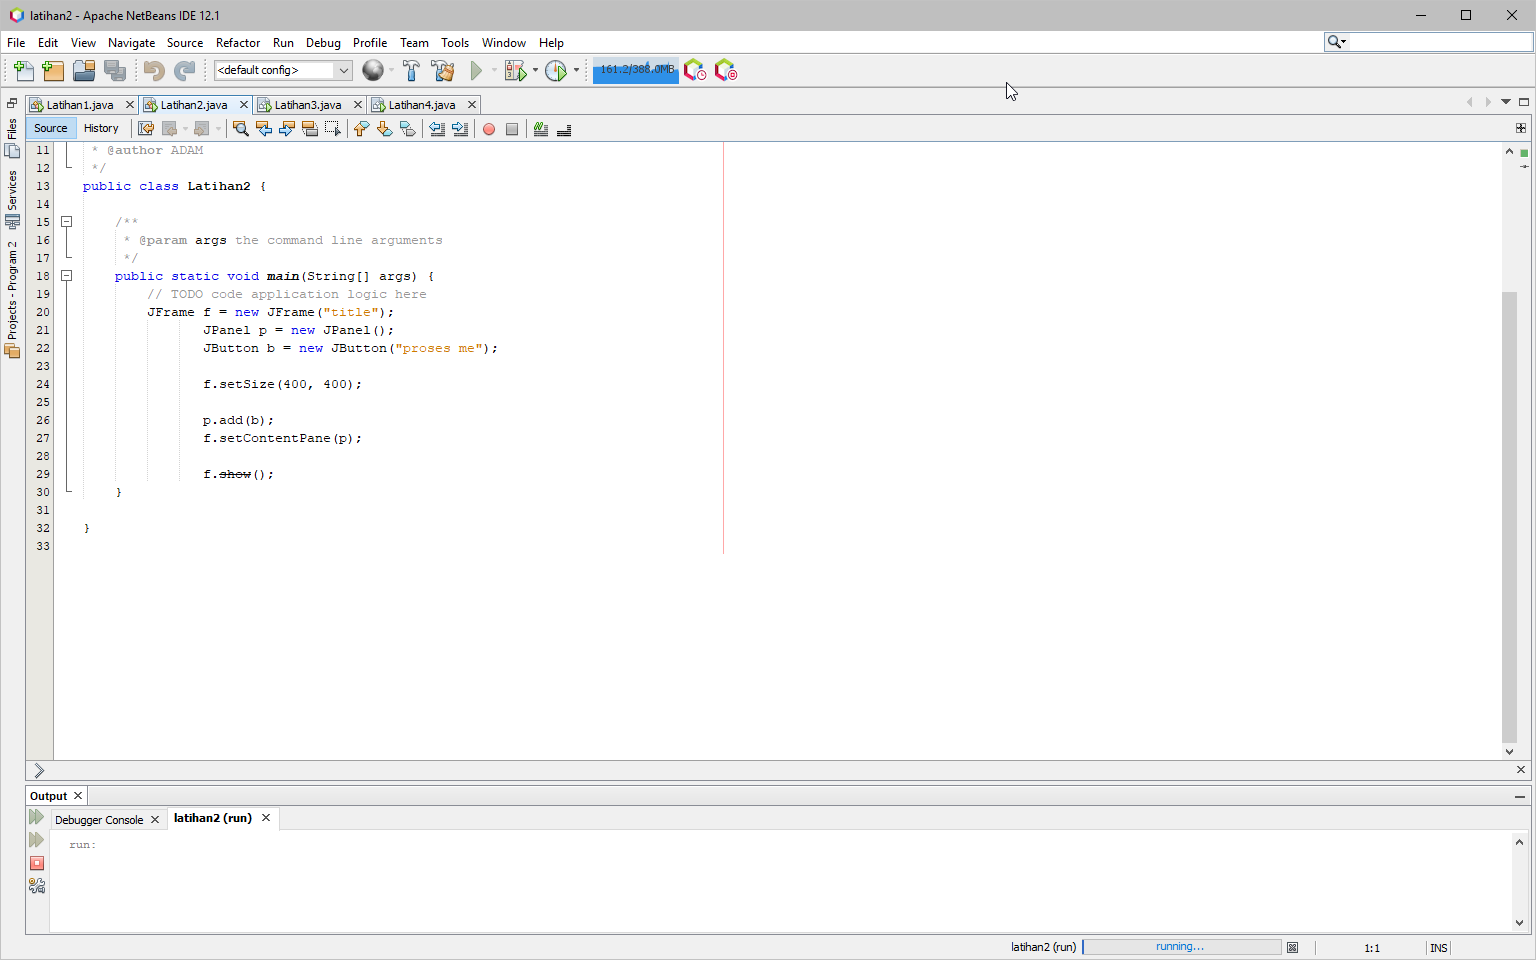 latihan2 - Apache NetBeans IDE 12.1
File Edit View Navigate Source Refactor Run Debug Profile Team Tools Window Help
<default config>
161.2/388.0MB
Latihan1.java Latihan2.java Latihan3.java Latihan4.java
Source History
Files
Services
Projects - Program 2
11 * @author ADAM
12 */
13 public class Latihan2 {
14
15 /**
16 * @param args the command line arguments
17 */
18 public static void main(String[] args) {
19 // TODO code application logic here
20 JFrame f = new JFrame("title");
21 JPanel p = new JPanel();
22 JButton b = new JButton("proses me");
23
24 f.setSize(400, 400);
25
26 p.add(b);
27 f.setContentPane(p);
28
29 f.show();
30 }
31
32 }
33
Output
Debugger Console latihan2 (run)
run:
latihan2 (run) running... 1:1 INS